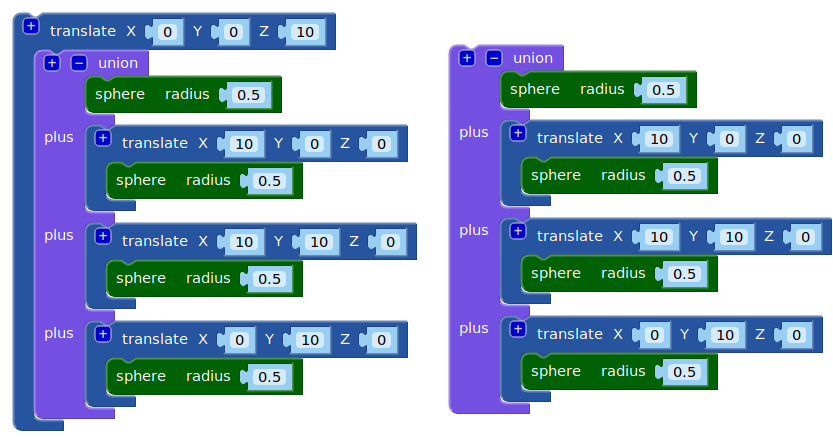 + translate X 0 Y 0 Z 10
+ − union
sphere radius 0.5
plus + translate X 10 Y 0 Z 0
sphere radius 0.5
plus + translate X 10 Y 10 Z 0
sphere radius 0.5
plus + translate X 0 Y 10 Z 0
sphere radius 0.5
+ − union
sphere radius 0.5
plus + translate X 10 Y 0 Z 0
sphere radius 0.5
plus + translate X 10 Y 10 Z 0
sphere radius 0.5
plus + translate X 0 Y 10 Z 0
sphere radius 0.5